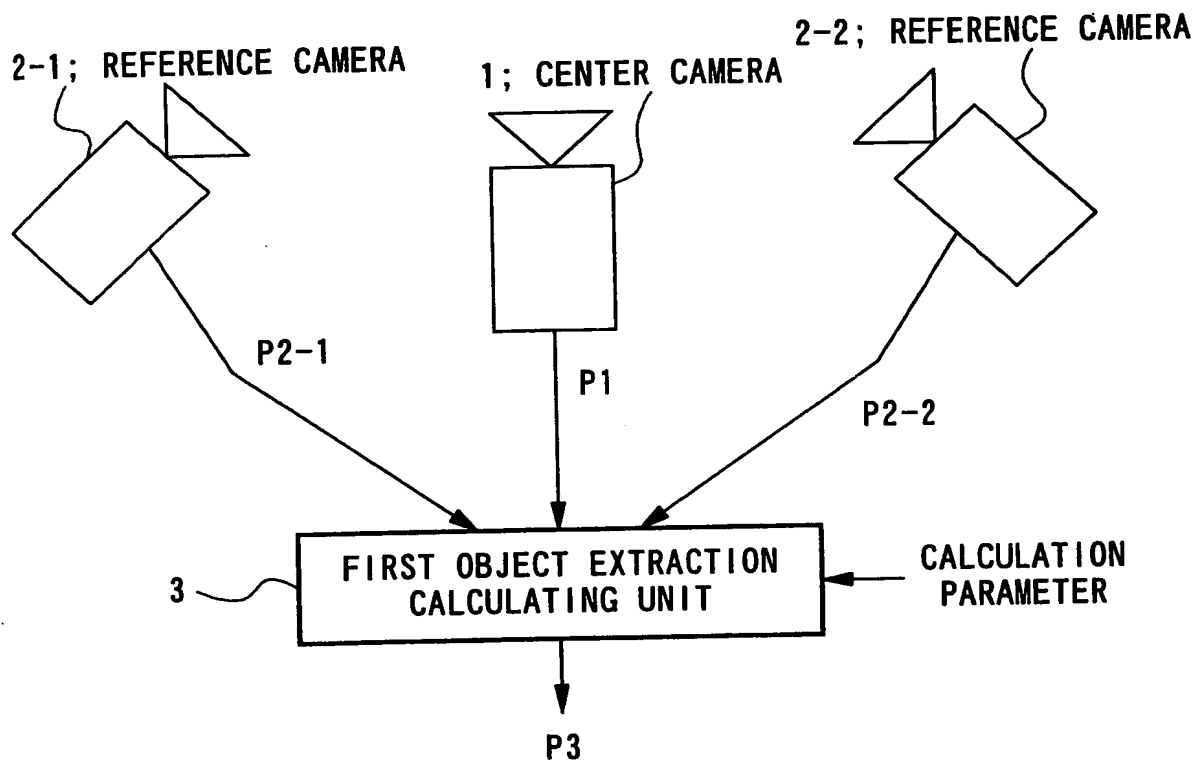 2-1; REFERENCE CAMERA
1; CENTER CAMERA
2-2; REFERENCE CAMERA
P2-1
P1
P2-2
3
FIRST OBJECT EXTRACTION
CALCULATING UNIT
CALCULATION
PARAMETER
P3